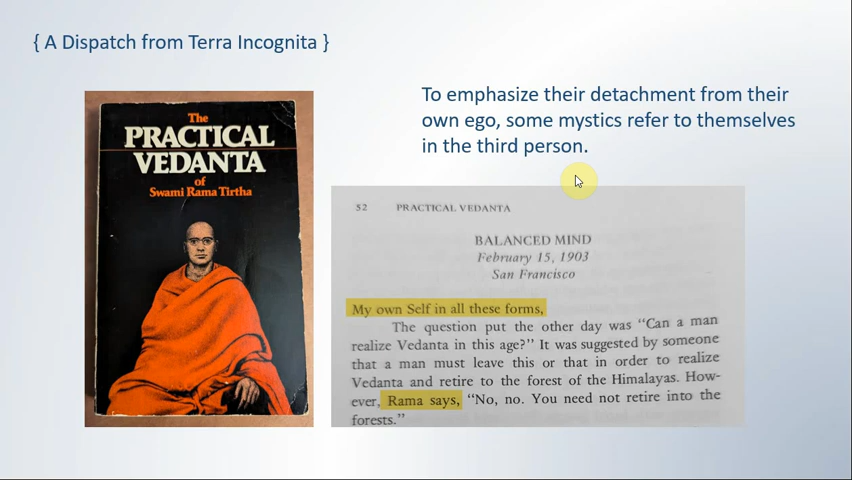 { A Dispatch from Terra Incognita }
The
PRACTICAL
VEDANTA
of
Swami Rama Tirtha
To emphasize their detachment from their
own ego, some mystics refer to themselves
in the third person.
52 PRACTICAL VEDANTA
BALANCED MIND
February 15, 1903
San Francisco
My own Self in all these forms,
The question put the other day was “Can a man
realize Vedanta in this age?” It was suggested by someone
that a man must leave this or that in order to realize
Vedanta and retire to the forest of the Himalayas. How-
ever, Rama says, “No, no. You need not retire into the
forests.”